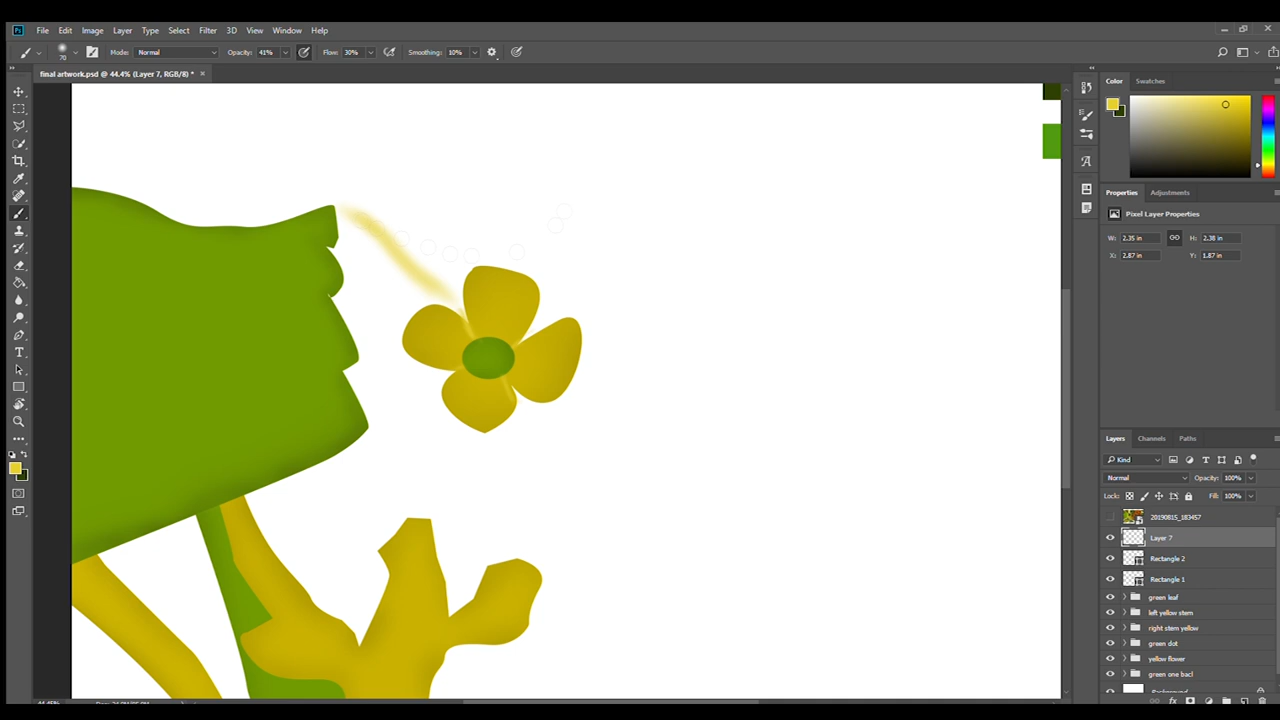 Ps File Edit Image Layer Type Select Filter 3D View Window Help
70 Mode: Normal Opacity: 41% Flow: 30% Smoothing: 10%
final artwork.psd @ 44.4% (Layer 7, RGB/8) * ×
Color Swatches
Properties Adjustments
Pixel Layer Properties
W: 2.35 in H: 2.38 in
X: 2.87 in Y: 1.87 in
Layers Channels Paths
Kind
Normal Opacity: 100%
Lock: Fill: 100%
20190815_183457
Layer 7
Rectangle 2
Rectangle 1
green leaf
left yellow stem
right stem yellow
green dot
yellow flower
green one bacl
Background